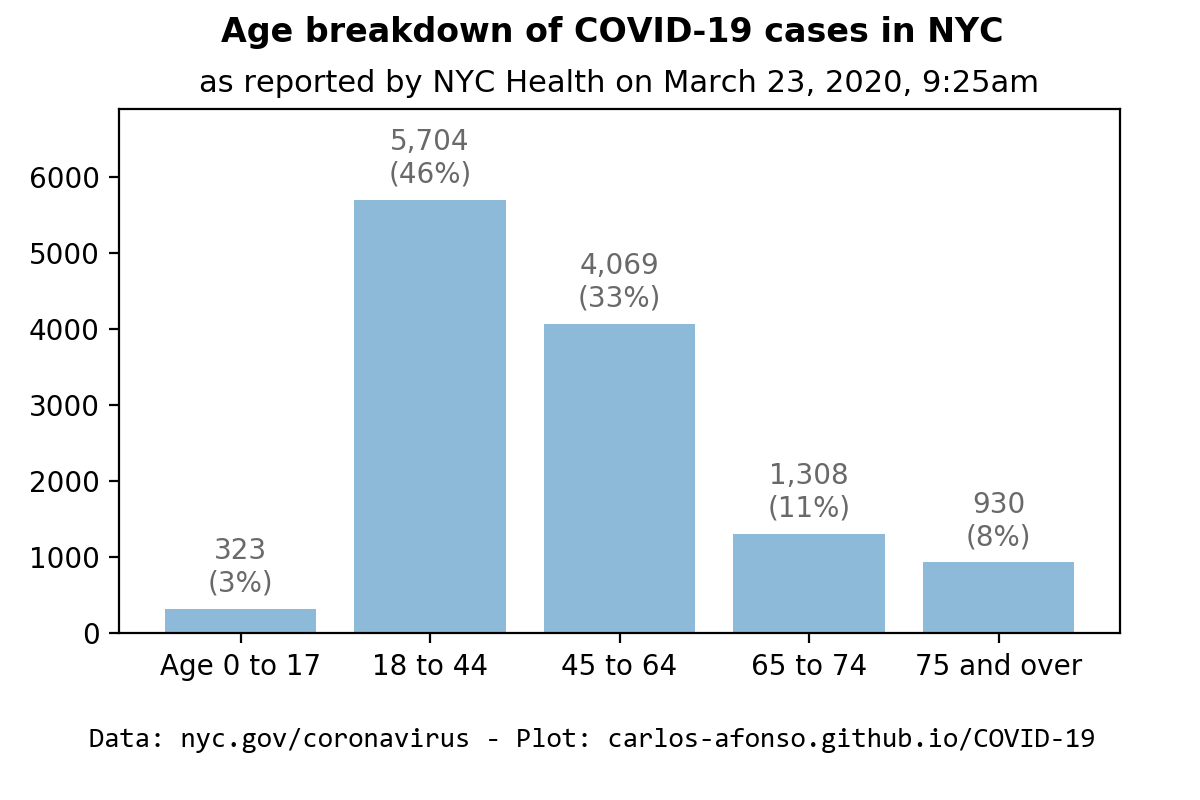 Age breakdown of COVID-19 cases in NYC
as reported by NYC Health on March 23, 2020, 9:25am
6000
5000
4000
3000
2000
1000
0
323
(3%)
5,704
(46%)
4,069
(33%)
1,308
(11%)
930
(8%)
Age 0 to 17
18 to 44
45 to 64
65 to 74
75 and over
Data: nyc.gov/coronavirus - Plot: carlos-afonso.github.io/COVID-19